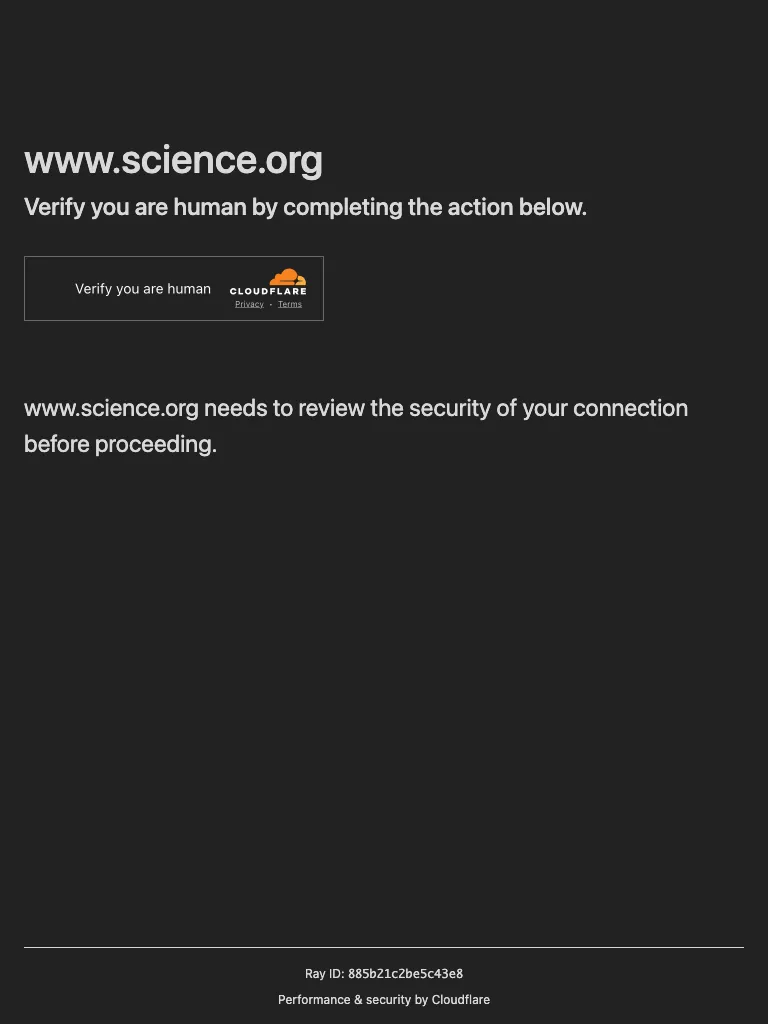 www.science.org
Verify you are human by completing the action below.
Verify you are human
CLOUDFLARE
Privacy • Terms
www.science.org needs to review the security of your connection
before proceeding.
Ray ID: 885b21c2be5c43e8
Performance & security by Cloudflare